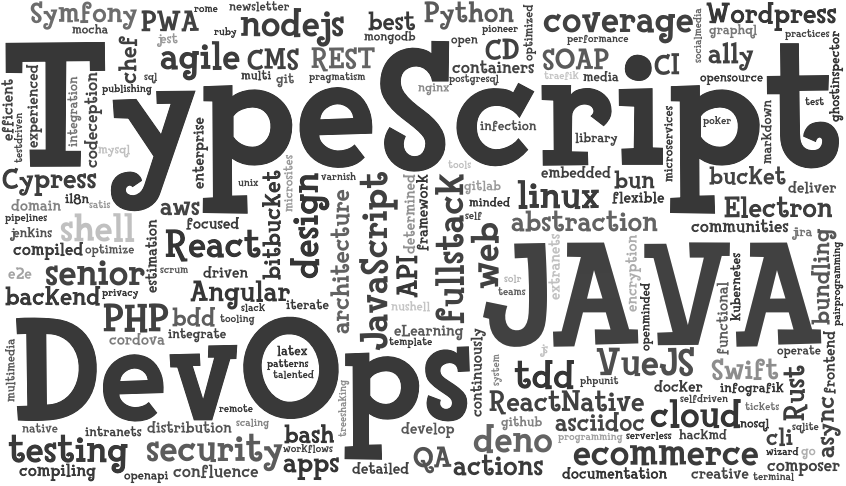 Symfony
PWA
rome
newsletter
ruby
nodejs
best
mongodb
Python
pioneer
open
optimized
coverage
socialmedia
Wordpress
graphql
practices
mocha
jest
chef
agile
CMS
REST
CD
performance
SOAP
CI
ally
ghostinspector
sql
multi
git
pragmatism
containers
postgresql
nginx
traefik
media
opensource
publishing
efficient
testdriven
experienced
integration
codeception
TypeScript
infection
library
microservices
poker
markdown
test
mysql
enterprise
unix
microsites
varnish
tools
embedded
Cypress
domain
il8n
satis
aws
bitbucket
design
determined
framework
gitlab
minded
linux
bun
flexible
bucket
deliver
pipelines
jenkins
shell
focused
architecture
JavaScript
fullstack
self
abstraction
Electron
communities
compiled
optimize
estimation
React
API
web
extranets
encryption
jra
e2e
senior
scrum
driven
solr
teams
JAVA
openminded
Kubernetes
functional
bundling
pairprogramming
backend
privacy
Angular
slack
iterate
nushell
PHP
bdd
tooling
cordova
integrate
eLearning
template
continuously
system
operate
multimedia
DevOps
latex
patterns
talented
treeshaking
remote
tdd
phpunit
VueJS
docker
Swift
infografik
Rust
frontend
selfdriven
tickets
ReactNative
native
intranets
distribution
scaling
develop
github
asciidoc
cloud
nosql
sqlite
async
testing
security
bash
workflows
deno
programming
serverless
hackmd
cli
wizard
go
compiling
openapi
confluence
apps
detailed
QA
actions
ecommerce
documentation
creative
terminal
composer